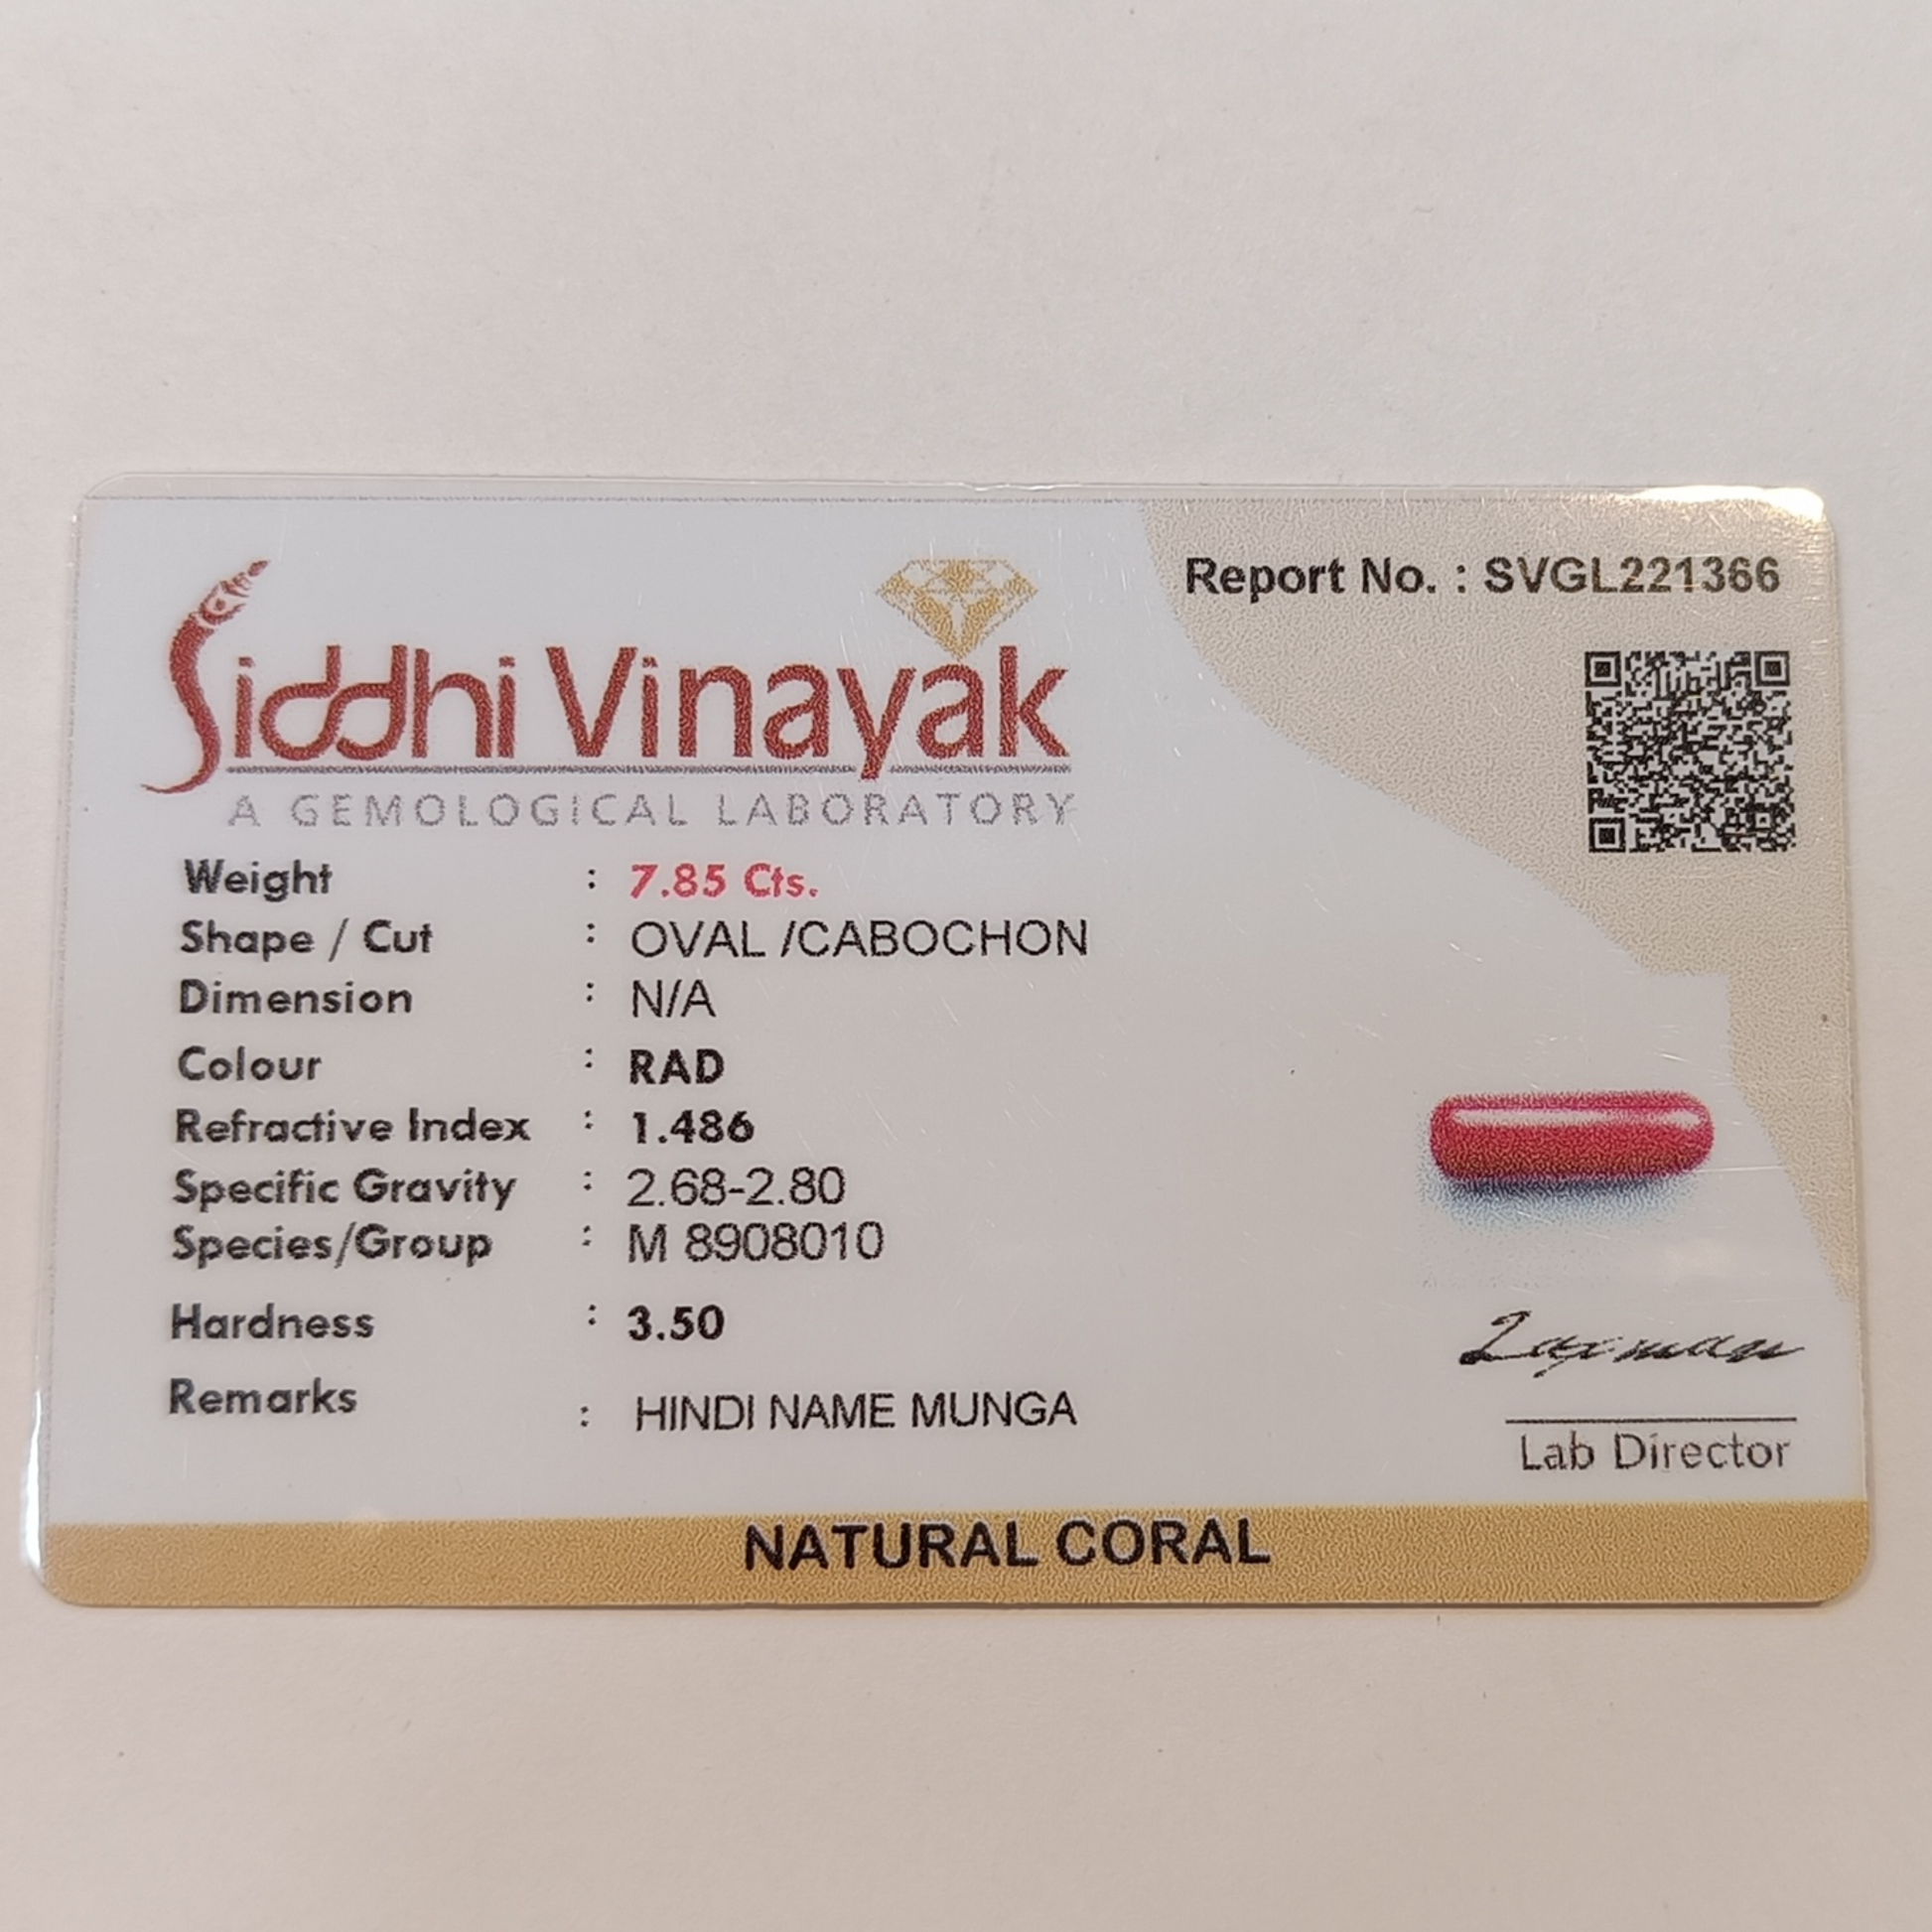 Siddhi Vinayak
A GEMOLOGICAL LABORATORY
Report No. : SVGL221366
Weight : 7.85 Cts.
Shape / Cut : OVAL /CABOCHON
Dimension : N/A
Colour : RAD
Refractive Index : 1.486
Specific Gravity : 2.68-2.80
Species/Group : M 8908010
Hardness : 3.50
Remarks : HINDI NAME MUNGA
Laxman
Lab Director
NATURAL CORAL